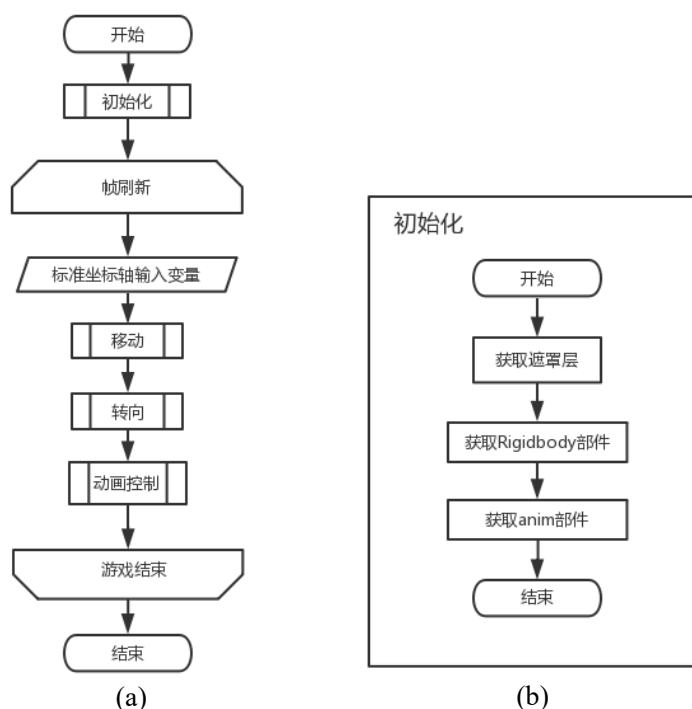 开始
初始化
帧刷新
标准坐标轴输入变量
移动
转向
动画控制
游戏结束
结束
(a)
初始化
开始
获取遮罩层
获取Rigidbody部件
获取anim部件
结束
(b)